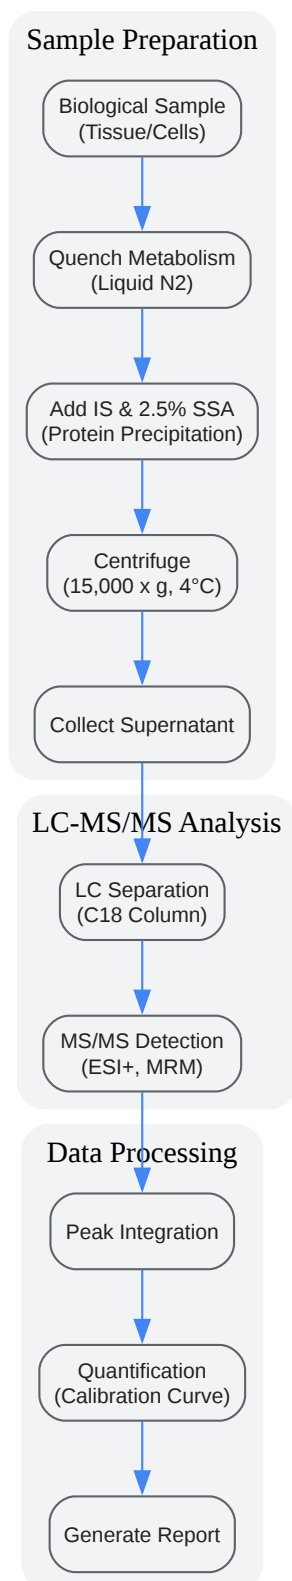 Sample Preparation
Biological Sample
(Tissue/Cells)
Quench Metabolism
(Liquid N2)
Add IS & 2.5% SSA
(Protein Precipitation)
Centrifuge
(15,000 x g, 4°C)
Collect Supernatant
LC-MS/MS Analysis
LC Separation
(C18 Column)
MS/MS Detection
(ESI+, MRM)
Data Processing
Peak Integration
Quantification
(Calibration Curve)
Generate Report